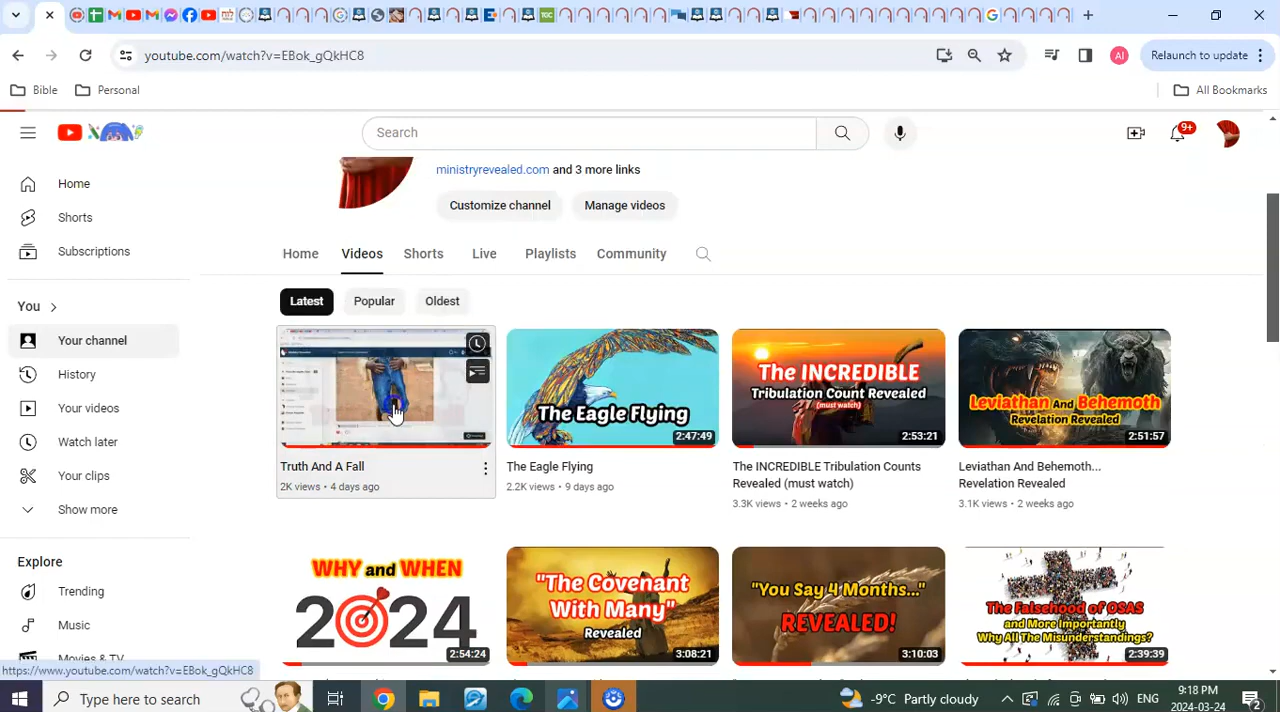 youtube.com/watch?v=EBok_gQkHC8
AI
Relaunch to update
Bible
Personal
All Bookmarks
Search
9+
ministryrevealed.com and 3 more links
Customize channel
Manage videos
Home
Shorts
Subscriptions
You
Your channel
History
Your videos
Watch later
Your clips
Show more
Explore
Trending
Music
Movies & TV
Home
Videos
Shorts
Live
Playlists
Community
Latest
Popular
Oldest
Truth And A Fall
2K views • 4 days ago
The Eagle Flying
2:47:49
The Eagle Flying
2.2K views • 9 days ago
The INCREDIBLE
Tribulation Count Revealed
(must watch)
2:53:21
The INCREDIBLE Tribulation Counts
Revealed (must watch)
3.3K views • 2 weeks ago
Leviathan And Behemoth
Revelation Revealed
2:51:57
Leviathan And Behemoth...
Revelation Revealed
3.1K views • 2 weeks ago
WHY and WHEN
2024
2:54:24
"The Covenant
With Many"
Revealed
3:08:21
"You Say 4 Months..."
REVEALED!
3:10:03
The Falsehood of OSAS
and More Importantly
Why All The Misunderstandings?
2:39:39
https://www.youtube.com/watch?v=EBok_gQkHC8
Type here to search
-9°C Partly cloudy
ENG
9:18 PM
2024-03-24
2